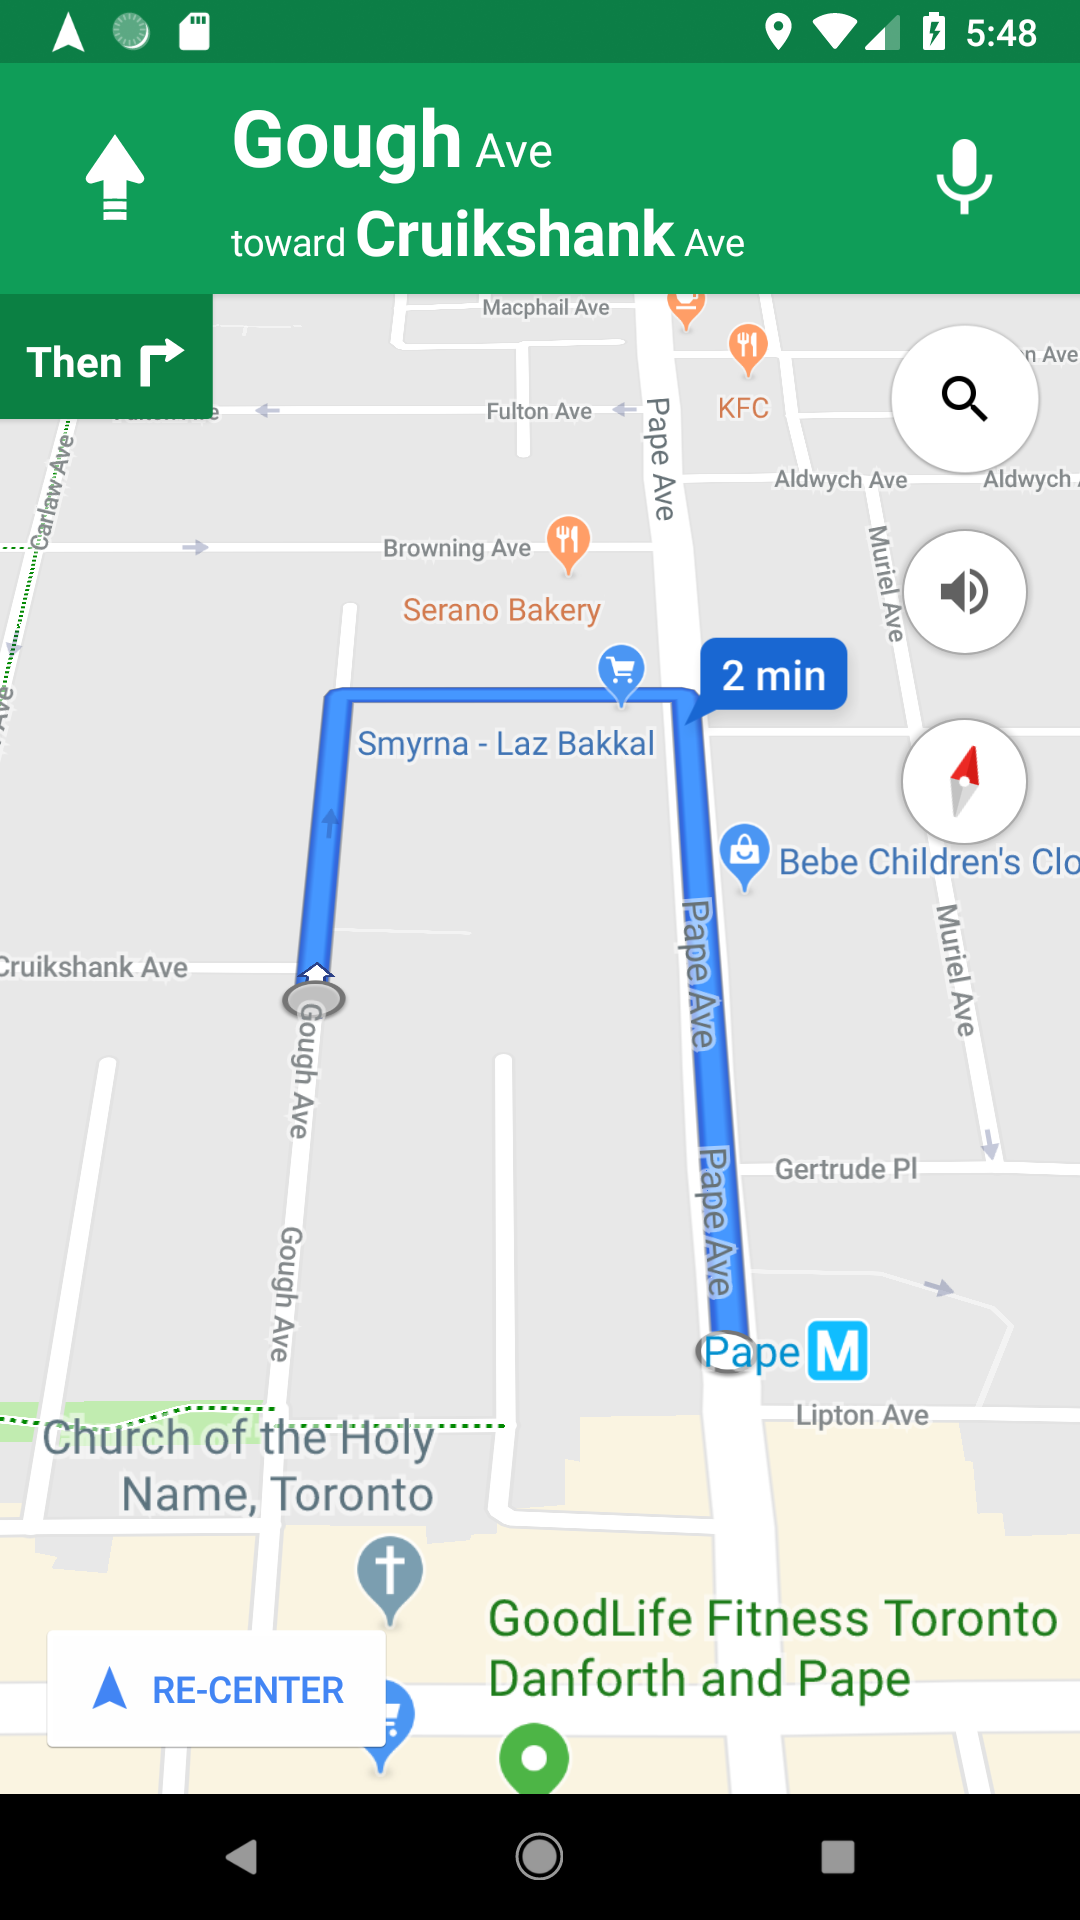 5:48
Gough Ave
toward Cruikshank Ave
Then
Macphail Ave
Fulton Ave
KFC
Pape Ave
Aldwych Ave
Aldwych
Carlaw Ave
Browning Ave
Muriel Ave
Serano Bakery
2 min
Smyrna - Laz Bakkal
Bebe Children's Clo
Pape Ave
Muriel Ave
Cruikshank Ave
Gough Ave
Pape Ave
Gertrude Pl
Gough Ave
Pape M
Lipton Ave
Church of the Holy
Name, Toronto
GoodLife Fitness Toronto
Danforth and Pape
RE-CENTER